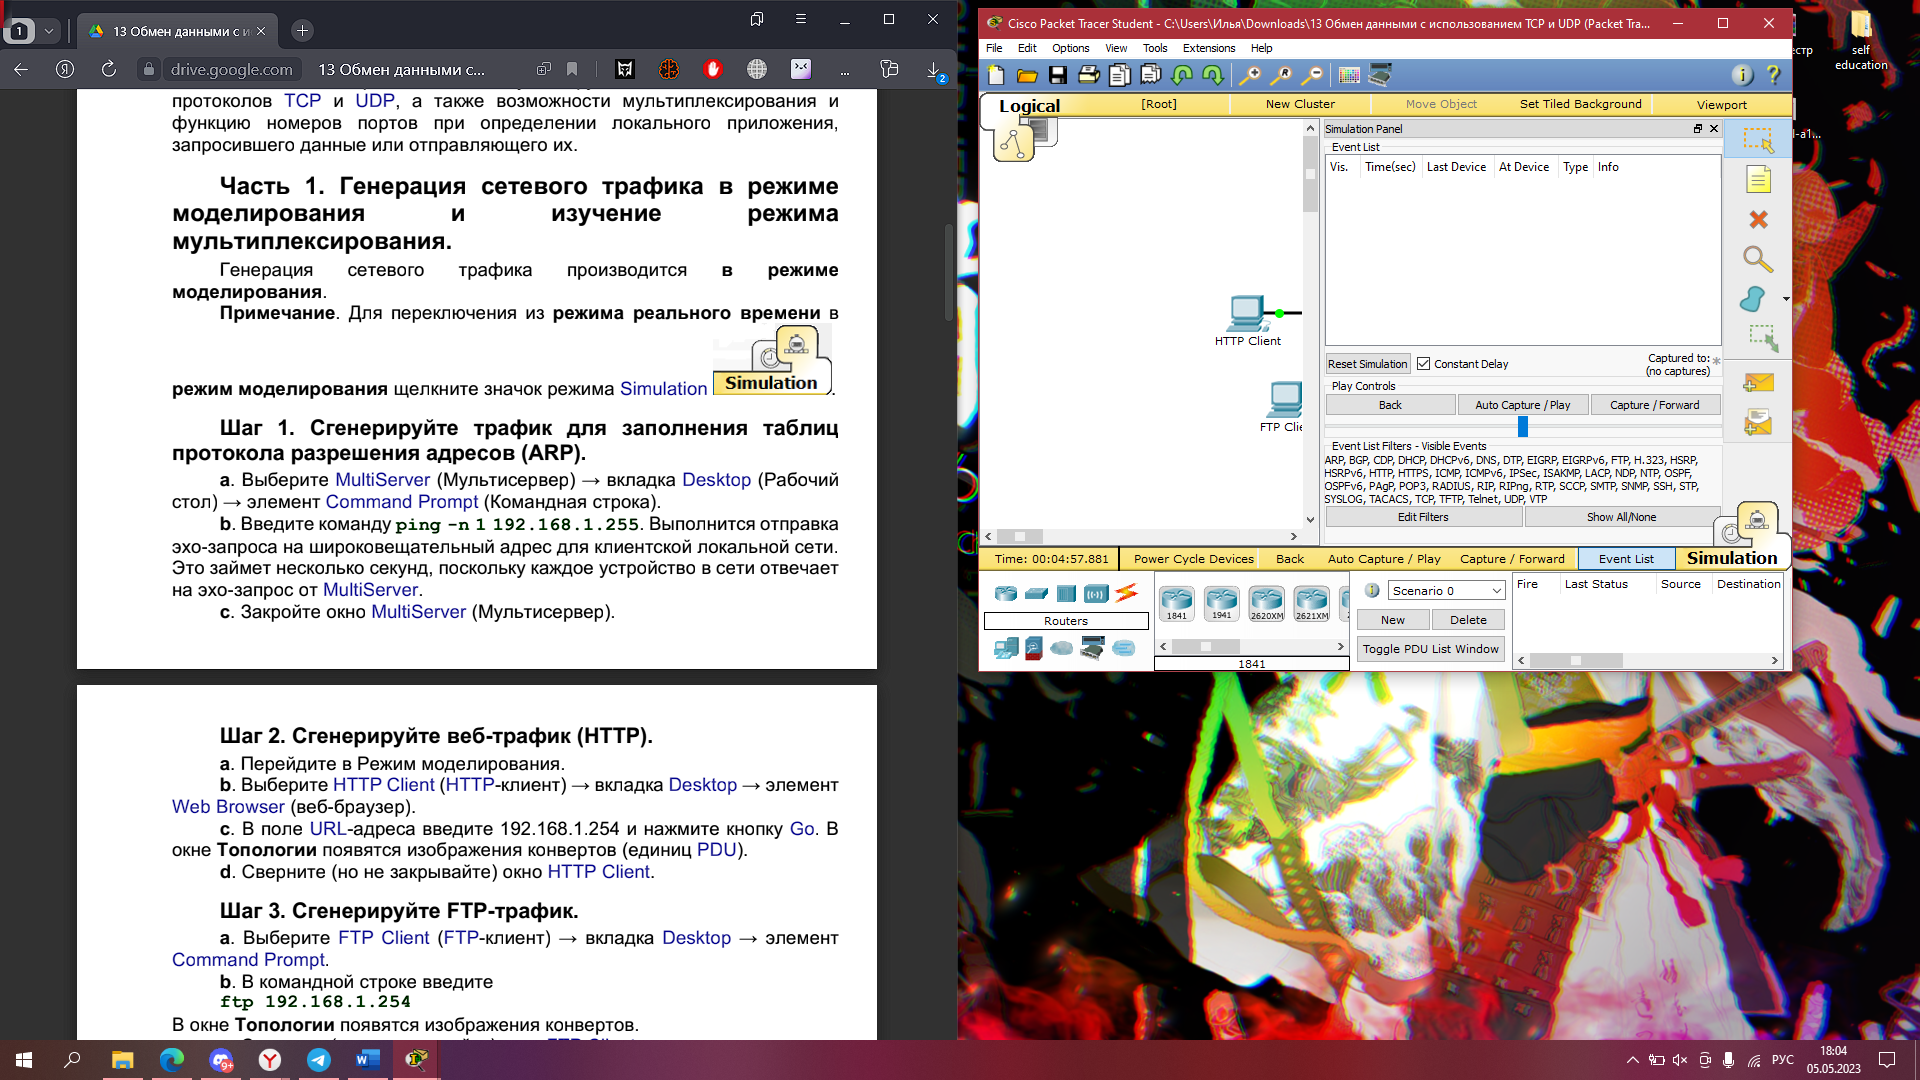 1
13 Обмен данными с и
drive.google.com
13 Обмен данными с...
...
2
протоколов TCP и UDP, а также возможности мультиплексирования и
функцию номеров портов при определении локального приложения,
запросившего данные или отправляющего их.
Часть 1. Генерация сетевого трафика в режиме
моделирования и изучение режима
мультиплексирования.
Генерация сетевого трафика производится в режиме
моделирования.
Примечание. Для переключения из режима реального времени в
режим моделирования щелкните значок режима Simulation Simulation.
Шаг 1. Сгенерируйте трафик для заполнения таблиц
протокола разрешения адресов (ARP).
a. Выберите MultiServer (Мультисервер) → вкладка Desktop (Рабочий
стол) → элемент Command Prompt (Командная строка).
b. Введите команду ping -n 1 192.168.1.255. Выполнится отправка
эхо-запроса на широковещательный адрес для клиентской локальной сети.
Это займет несколько секунд, поскольку каждое устройство в сети отвечает
на эхо-запрос от MultiServer.
c. Закройте окно MultiServer (Мультисервер).
Шаг 2. Сгенерируйте веб-трафик (HTTP).
a. Перейдите в Режим моделирования.
b. Выберите HTTP Client (HTTP-клиент) → вкладка Desktop → элемент
Web Browser (веб-браузер).
c. В поле URL-адреса введите 192.168.1.254 и нажмите кнопку Go. В
окне Топологии появятся изображения конвертов (единиц PDU).
d. Сверните (но не закрывайте) окно HTTP Client.
Шаг 3. Сгенерируйте FTP-трафик.
a. Выберите FTP Client (FTP-клиент) → вкладка Desktop → элемент
Command Prompt.
b. В командной строке введите
ftp 192.168.1.254
В окне Топологии появятся изображения конвертов.
Cisco Packet Tracer Student - C:\Users\Илья\Downloads\13 Обмен данными с использованием TCP и UDP (Packet Tra...
File Edit Options View Tools Extensions Help
Logical [Root] New Cluster Move Object Set Tiled Background Viewport
HTTP Client
FTP Clie
Simulation Panel
Event List
Vis. Time(sec) Last Device At Device Type Info
Reset Simulation Constant Delay Captured to: *
(no captures)
Play Controls
Back Auto Capture / Play Capture / Forward
Event List Filters - Visible Events
ARP, BGP, CDP, DHCP, DHCPv6, DNS, DTP, EIGRP, EIGRPv6, FTP, H.323, HSRP,
HSRPv6, HTTP, HTTPS, ICMP, ICMPv6, IPSec, ISAKMP, LACP, NDP, NTP, OSPF,
OSPFv6, PAgP, POP3, RADIUS, RIP, RIPng, RTP, SCCP, SMTP, SNMP, SSH, STP,
SYSLOG, TACACS, TCP, TFTP, Telnet, UDP, VTP
Edit Filters Show All/None
Time: 00:04:57.881 Power Cycle Devices Back Auto Capture / Play Capture / Forward Event List Simulation
Routers
1841 1941 2620XM 2621XM
1841
Scenario 0
New Delete
Toggle PDU List Window
Fire Last Status Source Destination
self
education
9+
РУС
18:04
05.05.2023